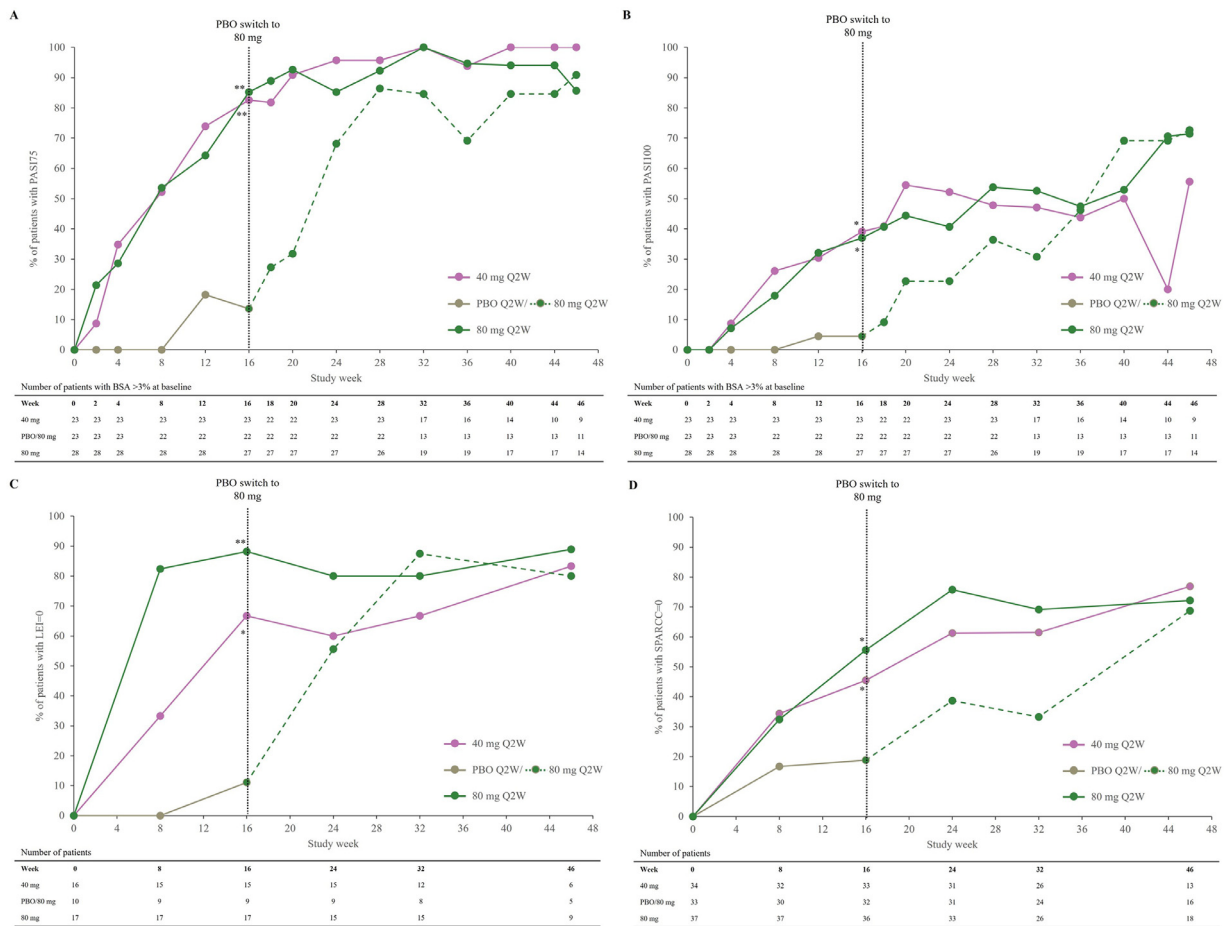 A
PBO switch to
80 mg
% of patients with PASI75
100
90
80
70
60
50
40
30
20
10
0
**
**
40 mg Q2W
PBO Q2W/ 80 mg Q2W
80 mg Q2W
0 4 8 12 16 20 24 28 32 36 40 44 48
Study week
Number of patients with BSA >3% at baseline
Week 0 2 4 8 12 16 18 20 24 28 32 36 40 44 46
40 mg 23 23 23 23 23 23 22 22 23 23 17 16 14 10 9
PBO/80 mg 23 23 23 22 22 22 22 22 22 22 13 13 13 13 11
80 mg 28 28 28 28 28 27 27 27 27 26 19 19 17 17 14
B
PBO switch to
80 mg
% of patients with PASI100
100
90
80
70
60
50
40
30
20
10
0
*
*
40 mg Q2W
PBO Q2W/ 80 mg Q2W
80 mg Q2W
0 4 8 12 16 20 24 28 32 36 40 44 48
Study week
Number of patients with BSA >3% at baseline
Week 0 2 4 8 12 16 18 20 24 28 32 36 40 44 46
40 mg 23 23 23 23 23 23 22 22 23 23 17 16 14 10 9
PBO/80 mg 23 23 23 22 22 22 22 22 22 22 13 13 13 13 11
80 mg 28 28 28 28 28 27 27 27 27 26 19 19 17 17 14
C
PBO switch to
80 mg
% of patients with LEI=0
100
90
80
70
60
50
40
30
20
10
0
**
*
40 mg Q2W
PBO Q2W/ 80 mg Q2W
80 mg Q2W
0 4 8 12 16 20 24 28 32 36 40 44 48
Study week
Number of patients
Week 0 8 16 24 32 46
40 mg 16 15 15 15 12 6
PBO/80 mg 10 9 9 9 8 5
80 mg 17 17 17 15 15 9
D
PBO switch to
80 mg
% of patients with SPARCC=0
100
90
80
70
60
50
40
30
20
10
0
*
*
40 mg Q2W
PBO Q2W/ 80 mg Q2W
80 mg Q2W
0 4 8 12 16 20 24 28 32 36 40 44 48
Study week
Number of patients
Week 0 8 16 24 32 46
40 mg 34 32 33 31 26 13
PBO/80 mg 33 30 32 31 24 16
80 mg 37 37 36 33 26 18